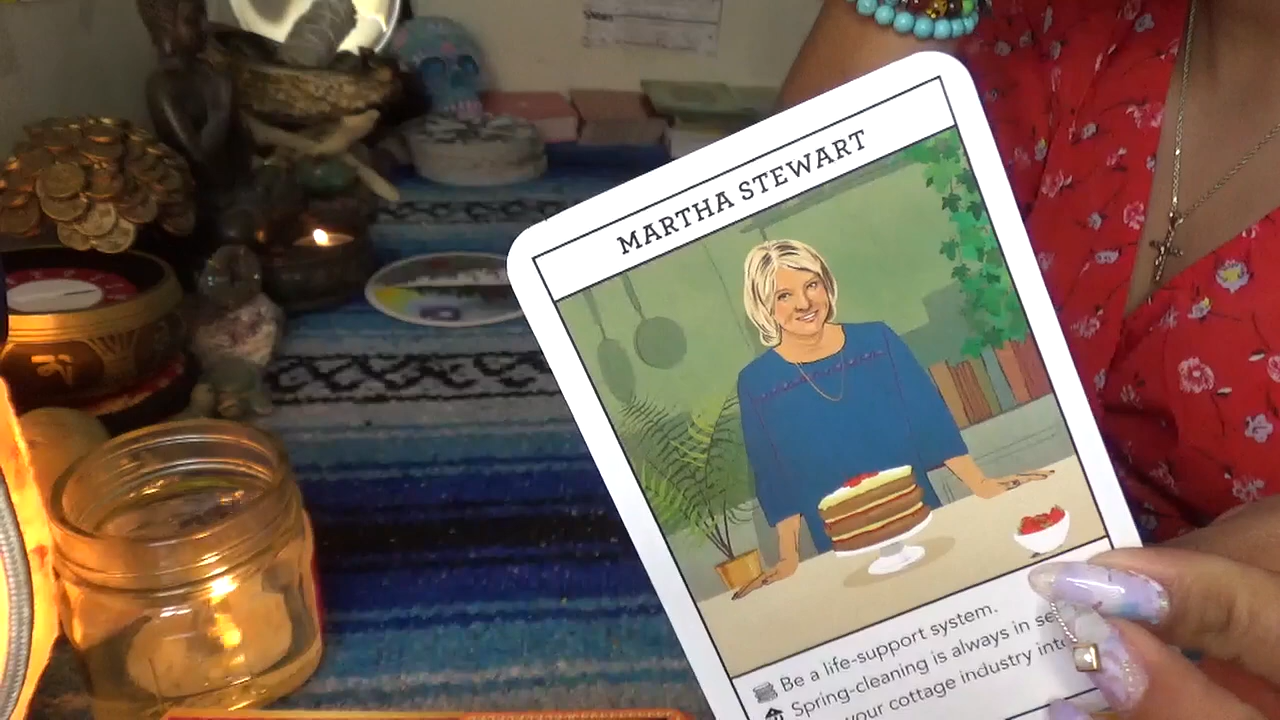 MARTHA STEWART
Be a life-support system.
Spring-cleaning is always in se
your cottage industry int